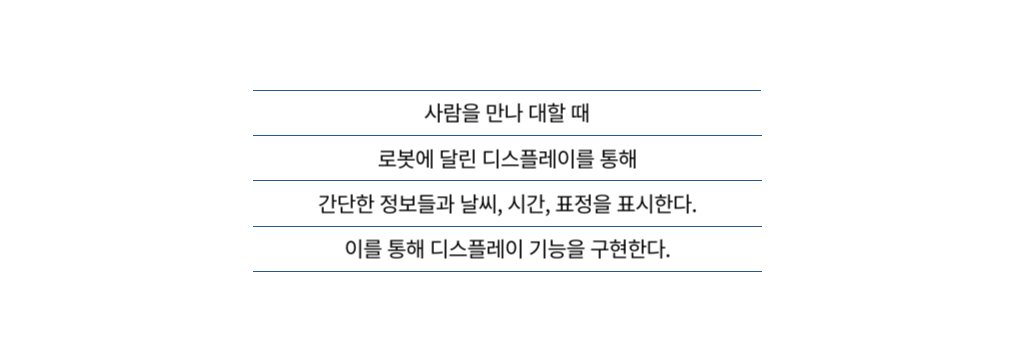 사람을 만나 대할 때
로봇에 달린 디스플레이를 통해
간단한 정보들과 날씨, 시간, 표정을 표시한다.
이를 통해 디스플레이 기능을 구현한다.